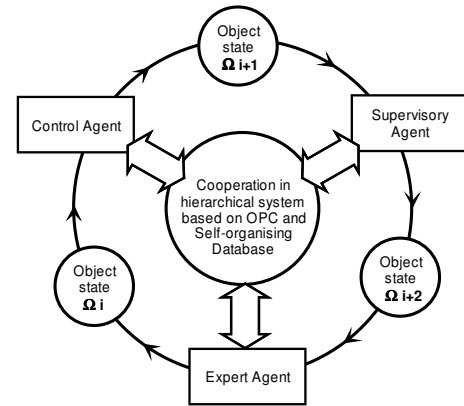 Object
state
Ω i+1
Control Agent
Supervisory
Agent
Cooperation in
hierarchical system
based on OPC and
Self-organising
Database
Object
state
Ω i
Object
state
Ω i+2
Expert Agent